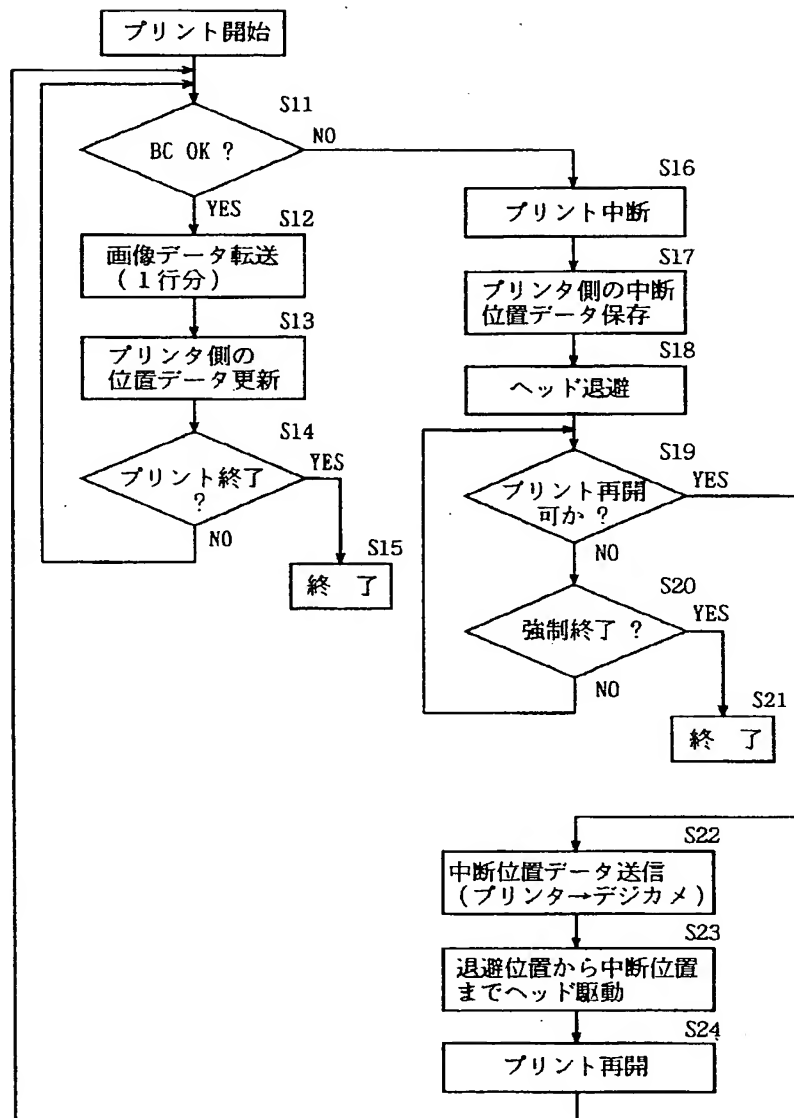 プリント開始
S11
BC OK ?
NO
YES
S12
画像データ転送
(1行分)
S13
プリンタ側の
位置データ更新
S14
プリント終了
?
YES
NO
S15
終 了
S16
プリント中断
S17
プリンタ側の中断
位置データ保存
S18
ヘッド退避
S19
プリント再開
可か ?
YES
NO
S20
強制終了 ?
YES
NO
S21
終 了
S22
中断位置データ送信
(プリンタ→デジカメ)
S23
退避位置から中断位置
までヘッド駆動
S24
プリント再開